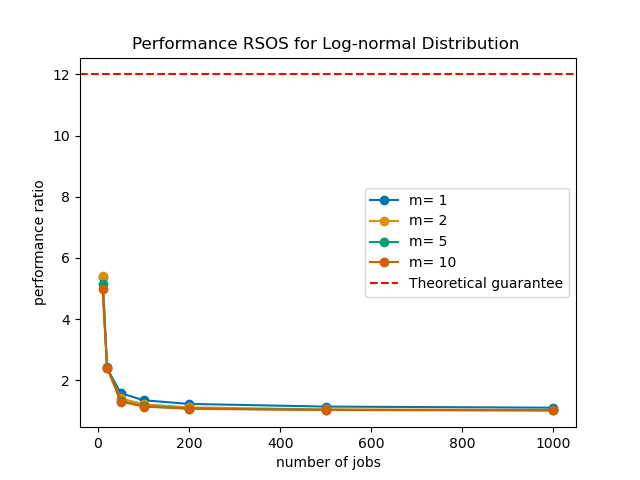 Performance RSOS for Log-normal Distribution
performance ratio
12
10
8
6
4
2
m= 1
m= 2
m= 5
m= 10
Theoretical guarantee
0 200 400 600 800 1000
number of jobs